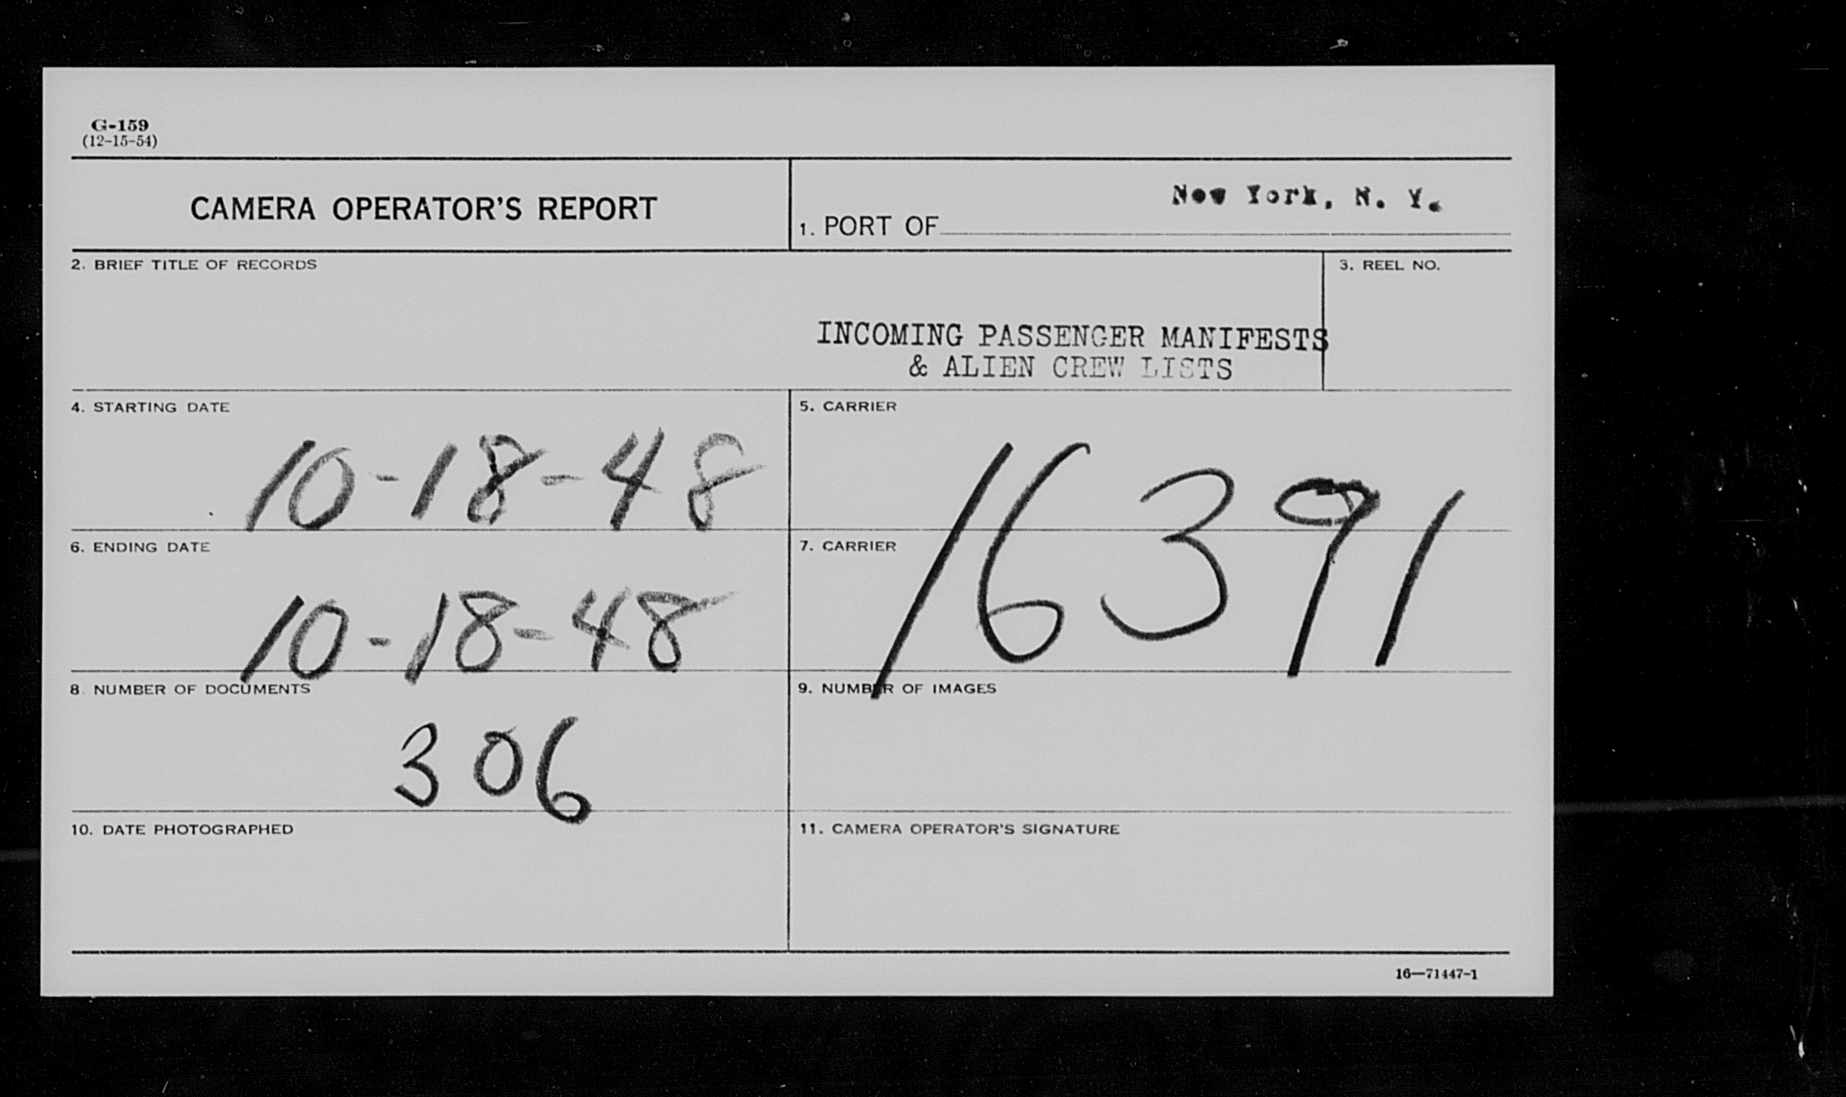 G-159
(12-15-54)
CAMERA OPERATOR'S REPORT
1. PORT OF New York, N. Y.
2. BRIEF TITLE OF RECORDS
INCOMING PASSENGER MANIFESTS
& ALIEN CREW LISTS
3. REEL NO.
4. STARTING DATE
10-18-48
5. CARRIER
16391
6. ENDING DATE
10-18-48
7. CARRIER
8. NUMBER OF DOCUMENTS
306
9. NUMBER OF IMAGES
10. DATE PHOTOGRAPHED
11. CAMERA OPERATOR'S SIGNATURE
16—71447-1